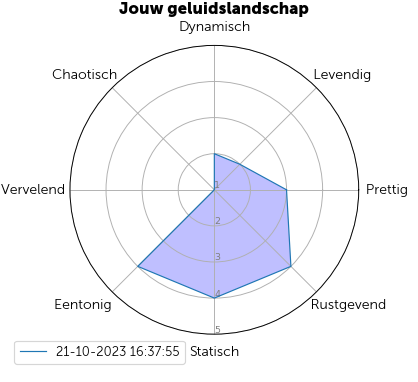 Jouw geluidslandschap
Dynamisch
Chaotisch
Levendig
Vervelend
Prettig
1
2
3
4
5
Eentonig
Rustgevend
21-10-2023 16:37:55
Statisch